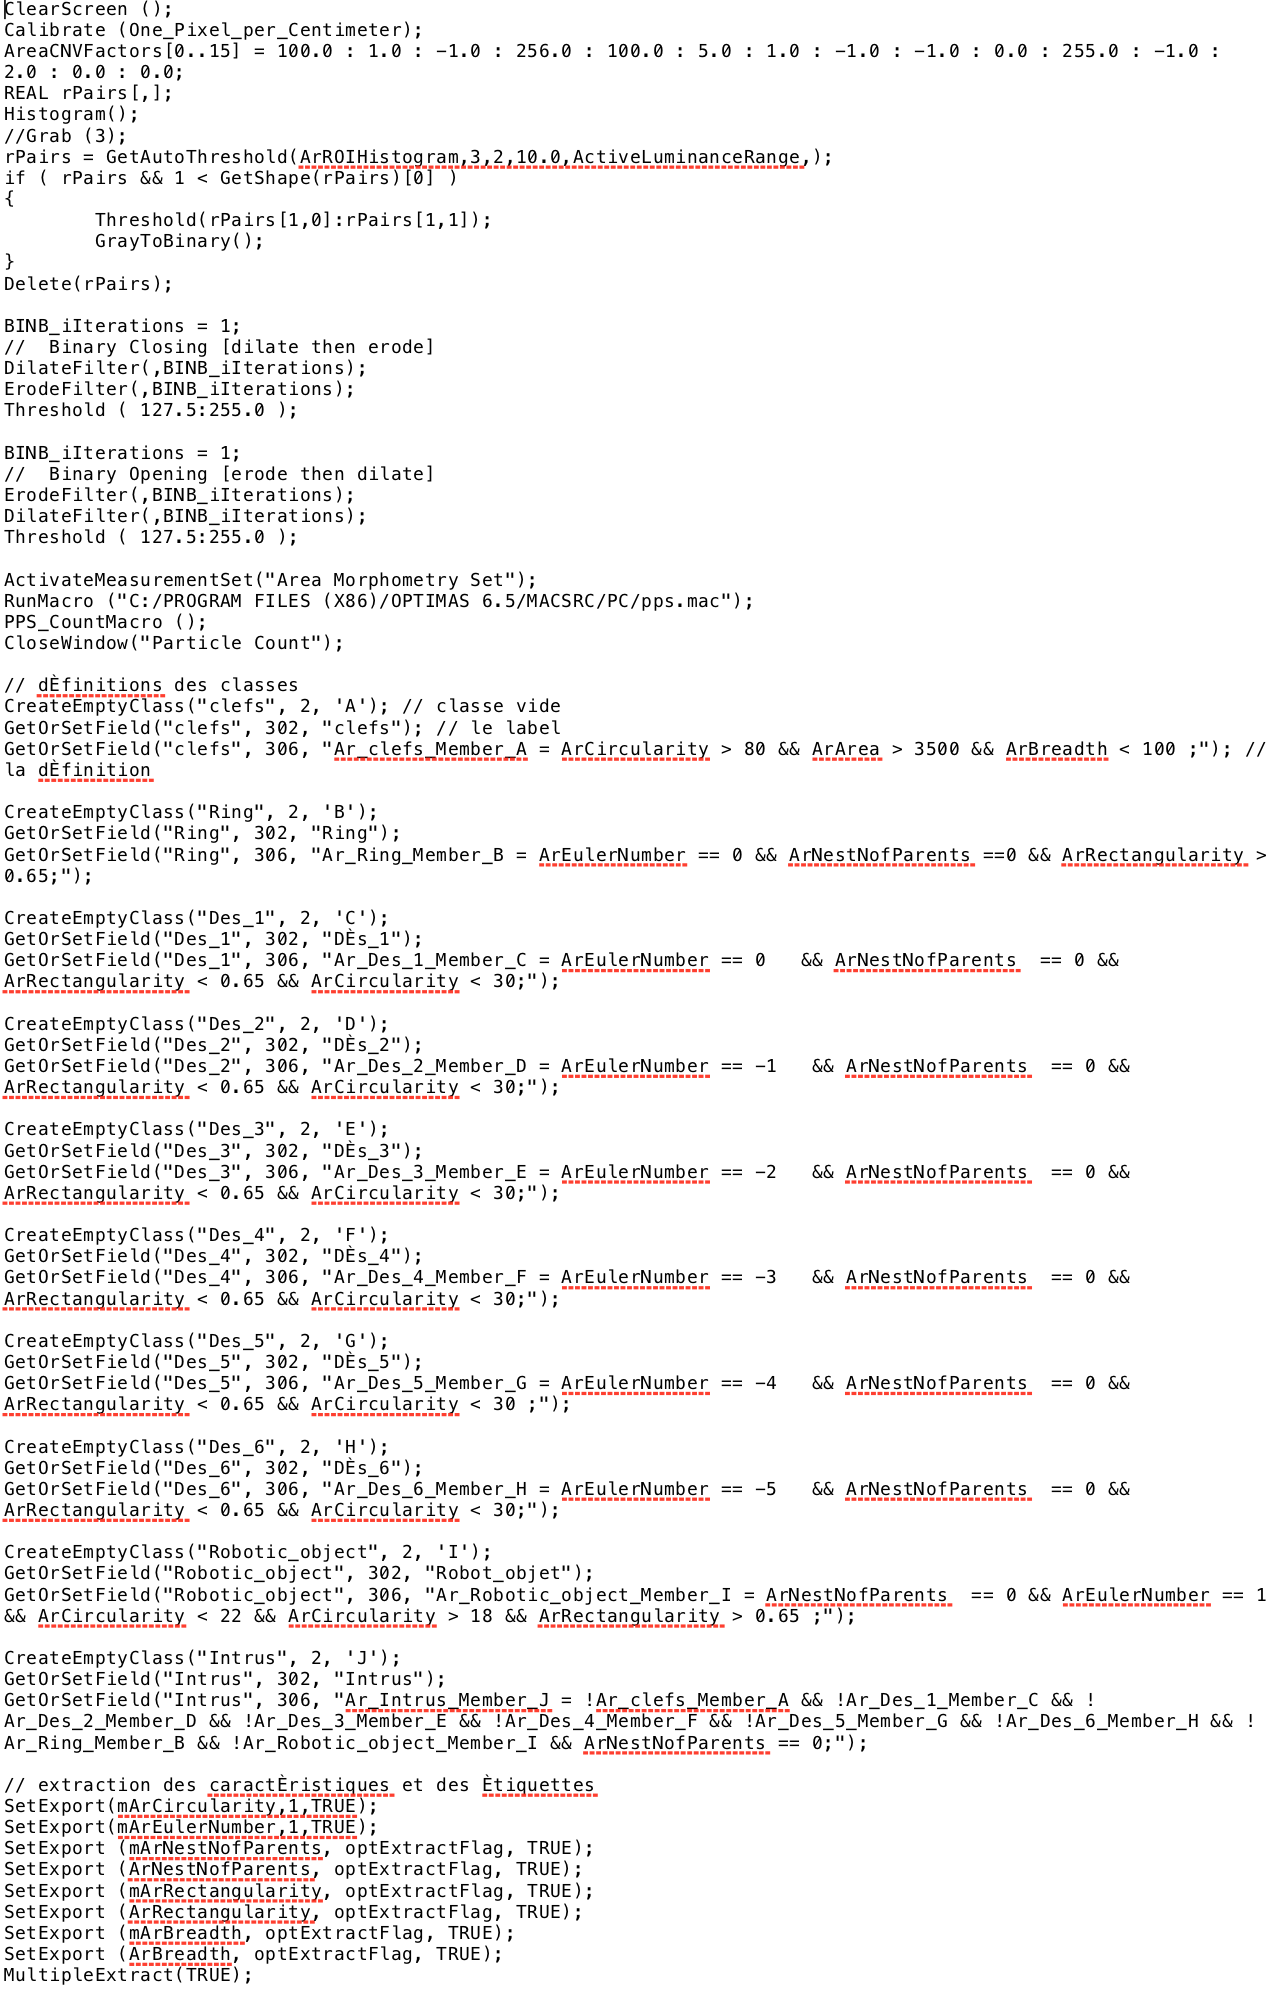 ClearScreen ();
Calibrate (One_Pixel_per_Centimeter);
AreaCNVFactors[0..15] = 100.0 : 1.0 : -1.0 : 256.0 : 100.0 : 5.0 : 1.0 : -1.0 : -1.0 : 0.0 : 255.0 : -1.0 :
2.0 : 0.0 : 0.0;
REAL rPairs[,];
Histogram();
//Grab (3);
rPairs = GetAutoThreshold(ArROIHistogram,3,2,10.0,ActiveLuminanceRange,);
if ( rPairs && 1 < GetShape(rPairs)[0] )
{
        Threshold(rPairs[1,0]:rPairs[1,1]);
        GrayToBinary();
}
Delete(rPairs);

BINB_iIterations = 1;
//  Binary Closing [dilate then erode]
DilateFilter(,BINB_iIterations);
ErodeFilter(,BINB_iIterations);
Threshold ( 127.5:255.0 );

BINB_iIterations = 1;
//  Binary Opening [erode then dilate]
ErodeFilter(,BINB_iIterations);
DilateFilter(,BINB_iIterations);
Threshold ( 127.5:255.0 );

ActivateMeasurementSet("Area Morphometry Set");
RunMacro ("C:/PROGRAM FILES (X86)/OPTIMAS 6.5/MACSRC/PC/pps.mac");
PPS_CountMacro ();
CloseWindow("Particle Count");

// dÈfinitions des classes
CreateEmptyClass("clefs", 2, 'A'); // classe vide
GetOrSetField("clefs", 302, "clefs"); // le label
GetOrSetField("clefs", 306, "Ar_clefs_Member_A = ArCircularity > 80 && ArArea > 3500 && ArBreadth < 100 ;"); //
la dÈfinition

CreateEmptyClass("Ring", 2, 'B');
GetOrSetField("Ring", 302, "Ring");
GetOrSetField("Ring", 306, "Ar_Ring_Member_B = ArEulerNumber == 0 && ArNestNofParents ==0 && ArRectangularity >
0.65;");

CreateEmptyClass("Des_1", 2, 'C');
GetOrSetField("Des_1", 302, "DÈs_1");
GetOrSetField("Des_1", 306, "Ar_Des_1_Member_C = ArEulerNumber == 0   && ArNestNofParents  == 0 &&
ArRectangularity < 0.65 && ArCircularity < 30;");

CreateEmptyClass("Des_2", 2, 'D');
GetOrSetField("Des_2", 302, "DÈs_2");
GetOrSetField("Des_2", 306, "Ar_Des_2_Member_D = ArEulerNumber == -1   && ArNestNofParents  == 0 &&
ArRectangularity < 0.65 && ArCircularity < 30;");

CreateEmptyClass("Des_3", 2, 'E');
GetOrSetField("Des_3", 302, "DÈs_3");
GetOrSetField("Des_3", 306, "Ar_Des_3_Member_E = ArEulerNumber == -2   && ArNestNofParents  == 0 &&
ArRectangularity < 0.65 && ArCircularity < 30;");

CreateEmptyClass("Des_4", 2, 'F');
GetOrSetField("Des_4", 302, "DÈs_4");
GetOrSetField("Des_4", 306, "Ar_Des_4_Member_F = ArEulerNumber == -3   && ArNestNofParents  == 0 &&
ArRectangularity < 0.65 && ArCircularity < 30;");

CreateEmptyClass("Des_5", 2, 'G');
GetOrSetField("Des_5", 302, "DÈs_5");
GetOrSetField("Des_5", 306, "Ar_Des_5_Member_G = ArEulerNumber == -4   && ArNestNofParents  == 0 &&
ArRectangularity < 0.65 && ArCircularity < 30 ;");

CreateEmptyClass("Des_6", 2, 'H');
GetOrSetField("Des_6", 302, "DÈs_6");
GetOrSetField("Des_6", 306, "Ar_Des_6_Member_H = ArEulerNumber == -5   && ArNestNofParents  == 0 &&
ArRectangularity < 0.65 && ArCircularity < 30;");

CreateEmptyClass("Robotic_object", 2, 'I');
GetOrSetField("Robotic_object", 302, "Robot_objet");
GetOrSetField("Robotic_object", 306, "Ar_Robotic_object_Member_I = ArNestNofParents  == 0 && ArEulerNumber == 1
&& ArCircularity < 22 && ArCircularity > 18 && ArRectangularity > 0.65 ;");

CreateEmptyClass("Intrus", 2, 'J');
GetOrSetField("Intrus", 302, "Intrus");
GetOrSetField("Intrus", 306, "Ar_Intrus_Member_J = !Ar_clefs_Member_A && !Ar_Des_1_Member_C && !
Ar_Des_2_Member_D && !Ar_Des_3_Member_E && !Ar_Des_4_Member_F && !Ar_Des_5_Member_G && !Ar_Des_6_Member_H && !
Ar_Ring_Member_B && !Ar_Robotic_object_Member_I && ArNestNofParents == 0;");

// extraction des caractÈristiques et des Ètiquettes
SetExport(mArCircularity,1,TRUE);
SetExport(mArEulerNumber,1,TRUE);
SetExport (mArNestNofParents, optExtractFlag, TRUE);
SetExport (ArNestNofParents, optExtractFlag, TRUE);
SetExport (mArRectangularity, optExtractFlag, TRUE);
SetExport (ArRectangularity, optExtractFlag, TRUE);
SetExport (mArBreadth, optExtractFlag, TRUE);
SetExport (ArBreadth, optExtractFlag, TRUE);
MultipleExtract(TRUE);